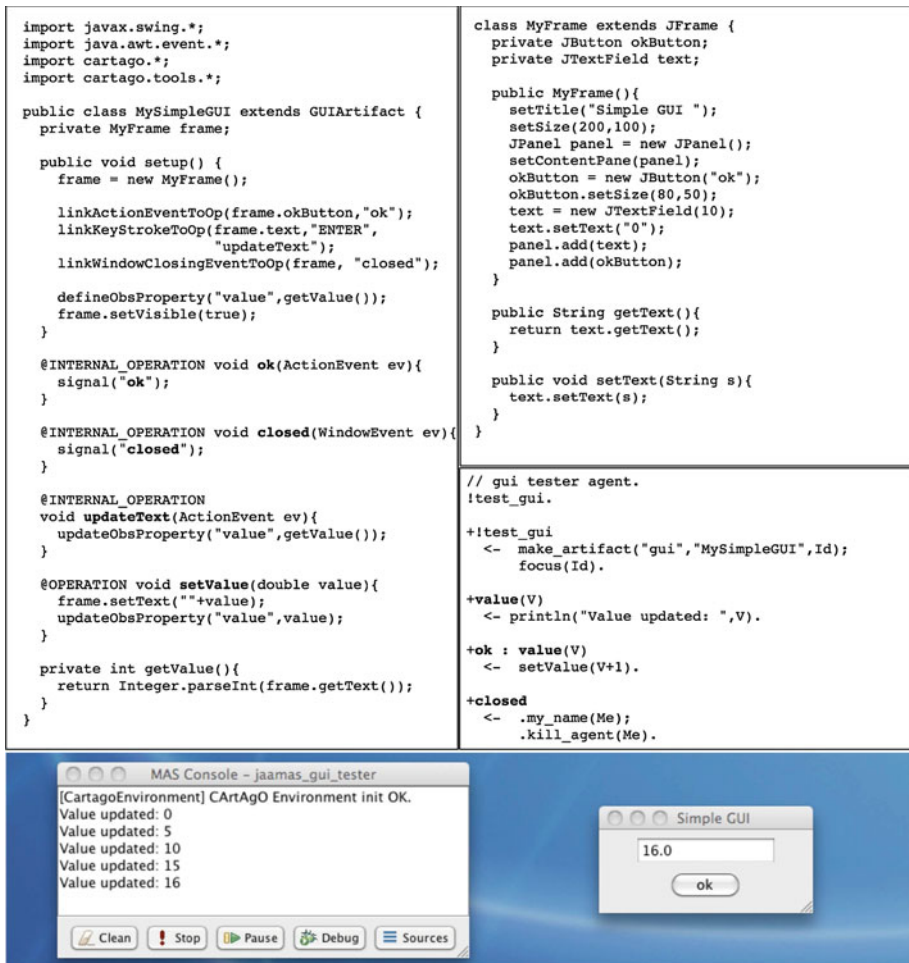 import javax.swing.*;
import java.awt.event.*;
import cartago.*;
import cartago.tools.*;

public class MySimpleGUI extends GUIArtifact {
  private MyFrame frame;

  public void setup() {
    frame = new MyFrame();

    linkActionEventToOp(frame.okButton,"ok");
    linkKeyStrokeToOp(frame.text,"ENTER",
                      "updateText");
    linkWindowClosingEventToOp(frame, "closed");

    defineObsProperty("value",getValue());
    frame.setVisible(true);
  }

  @INTERNAL_OPERATION void ok(ActionEvent ev){
    signal("ok");
  }

  @INTERNAL_OPERATION void closed(WindowEvent ev){
    signal("closed");
  }

  @INTERNAL_OPERATION
  void updateText(ActionEvent ev){
    updateObsProperty("value",getValue());
  }

  @OPERATION void setValue(double value){
    frame.setText(""+value);
    updateObsProperty("value",value);
  }

  private int getValue(){
    return Integer.parseInt(frame.getText());
  }
}

class MyFrame extends JFrame {
  private JButton okButton;
  private JTextField text;

  public MyFrame(){
    setTitle("Simple GUI ");
    setSize(200,100);
    JPanel panel = new JPanel();
    setContentPane(panel);
    okButton = new JButton("ok");
    okButton.setSize(80,50);
    text = new JTextField(10);
    text.setText("0");
    panel.add(text);
    panel.add(okButton);
  }

  public String getText(){
    return text.getText();
  }

  public void setText(String s){
    text.setText(s);
  }
}

// gui tester agent.
!test_gui.

+!test_gui
  <-  make_artifact("gui","MySimpleGUI",Id);
      focus(Id).

+value(V)
  <- println("Value updated: ",V).

+ok : value(V)
  <-  setValue(V+1).

+closed
  <-  .my_name(Me);
      .kill_agent(Me).

MAS Console - jaamas_gui_tester
[CartagoEnvironment] CArtAgO Environment init OK.
Value updated: 0
Value updated: 5
Value updated: 10
Value updated: 15
Value updated: 16
Clean Stop Pause Debug Sources
Simple GUI
16.0
ok